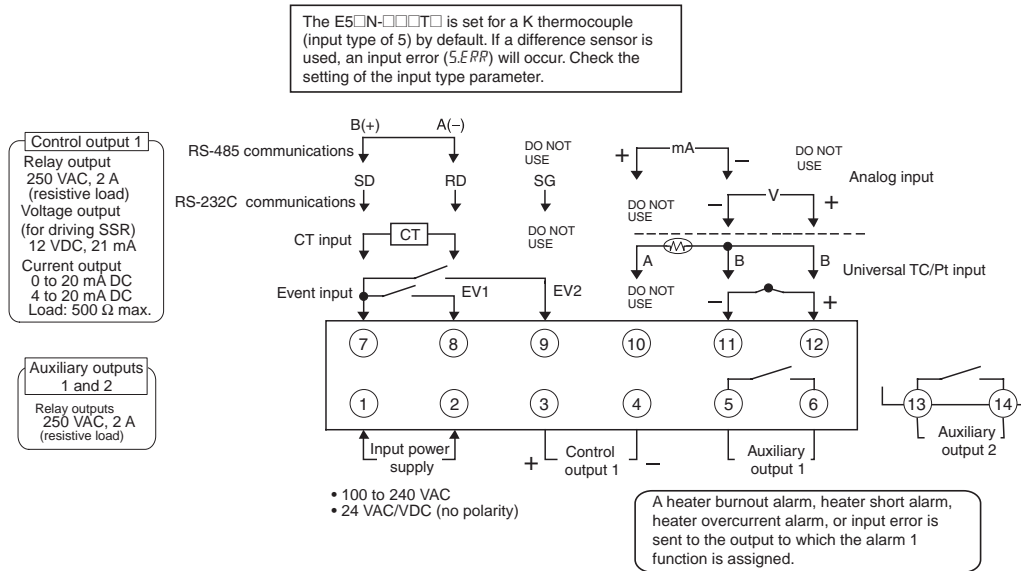 The E5□N-□□□T□ is set for a K thermocouple
(input type of 5) by default. If a difference sensor is
used, an input error (S.ERR) will occur. Check the
setting of the input type parameter.
Control output 1
Relay output
250 VAC, 2 A
(resistive load)
Voltage output
(for driving SSR)
12 VDC, 21 mA
Current output
0 to 20 mA DC
4 to 20 mA DC
Load: 500 Ω max.
Auxiliary outputs
1 and 2
Relay outputs
250 VAC, 2 A
(resistive load)
B(+) A(−)
RS-485 communications
SD RD SG
RS-232C communications
CT input
CT
Event input
EV1
EV2
DO NOT
USE
DO NOT
USE
+ mA −
DO NOT
USE
Analog input
DO NOT
USE
− V +
A B B
Universal TC/Pt input
DO NOT
USE
− +
7 8 9 10 11 12
1 2 3 4 5 6
13 14
Input power
supply
+ Control
output 1 −
Auxiliary
output 1
Auxiliary
output 2
• 100 to 240 VAC
• 24 VAC/VDC (no polarity)
A heater burnout alarm, heater short alarm,
heater overcurrent alarm, or input error is
sent to the output to which the alarm 1
function is assigned.